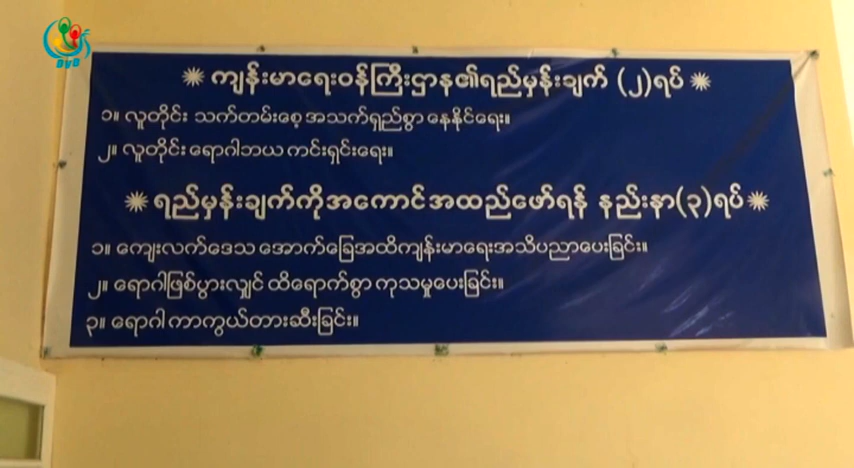 DVB
ကျန်းမာရေးဝန်ကြီးဌာန၏ရည်မှန်းချက် (၂)ရပ်
၁။ လူတိုင်း သက်တမ်းစေ့ အသက်ရှည်စွာ နေနိုင်ရေး။
၂။ လူတိုင်း ရောဂါဘယ ကင်းရှင်းရေး။
ရည်မှန်းချက်ကိုအကောင်အထည်ဖော်ရန် နည်းနာ(၃)ရပ်
၁။ ကျေးလက်ဒေသ အောက်ခြေအထိကျန်းမာရေးအသိပညာပေးခြင်း။
၂။ ရောဂါဖြစ်ပွားလျှင် ထိရောက်စွာ ကုသမှုပေးခြင်း။
၃။ ရောဂါ ကာကွယ်တားဆီးခြင်း။